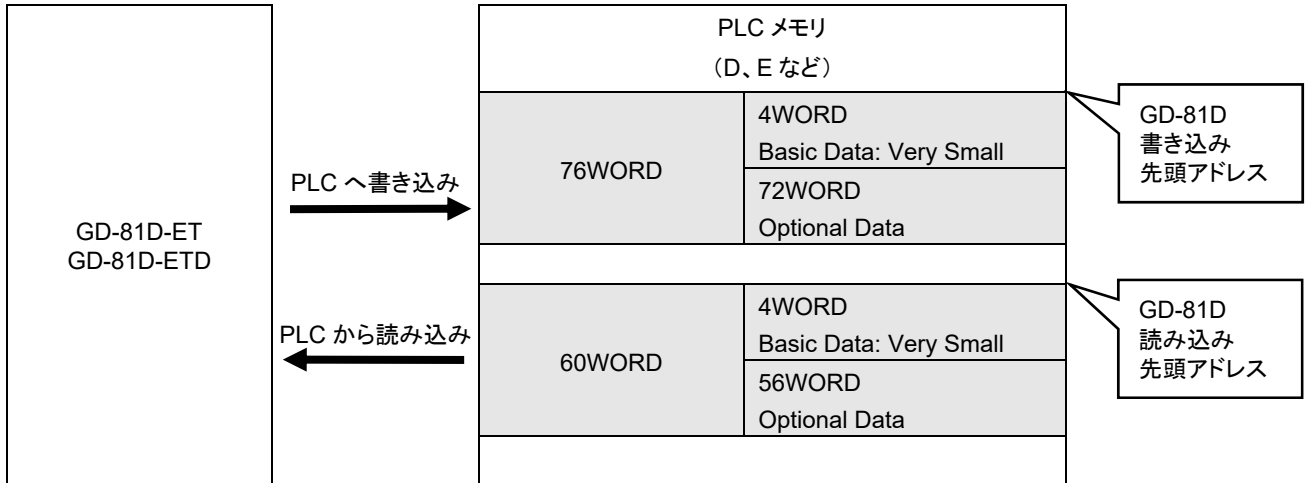 PLC メモリ
（D、E など）
GD-81D-ET
GD-81D-ETD
PLC へ書き込み
76WORD
4WORD
Basic Data: Very Small
72WORD
Optional Data
GD-81D
書き込み
先頭アドレス
PLC から読み込み
60WORD
4WORD
Basic Data: Very Small
56WORD
Optional Data
GD-81D
読み込み
先頭アドレス